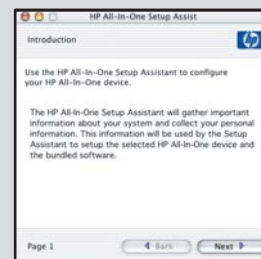 HP All-In-One Setup Assist
Introduction
hp
Use the HP All-In-One Setup Assistant to configure
your HP All-In-One device.
The HP All-In-One Setup Assistant will gather important
information about your system and collect your personal
information. This information will be used by the Setup
Assistant to setup the selected HP All-In-One device and
the bundled software.
Page 1
Back
Next